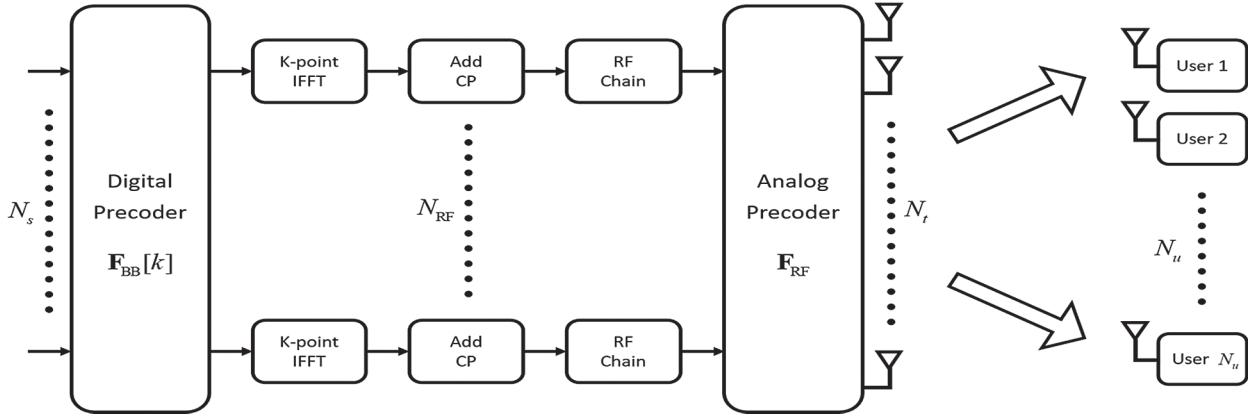 N_s
Digital
Precoder
F_BB[k]
K-point
IFFT
Add
CP
RF
Chain
N_RF
K-point
IFFT
Add
CP
RF
Chain
Analog
Precoder
F_RF
N_t
User 1
User 2
N_u
User N_u